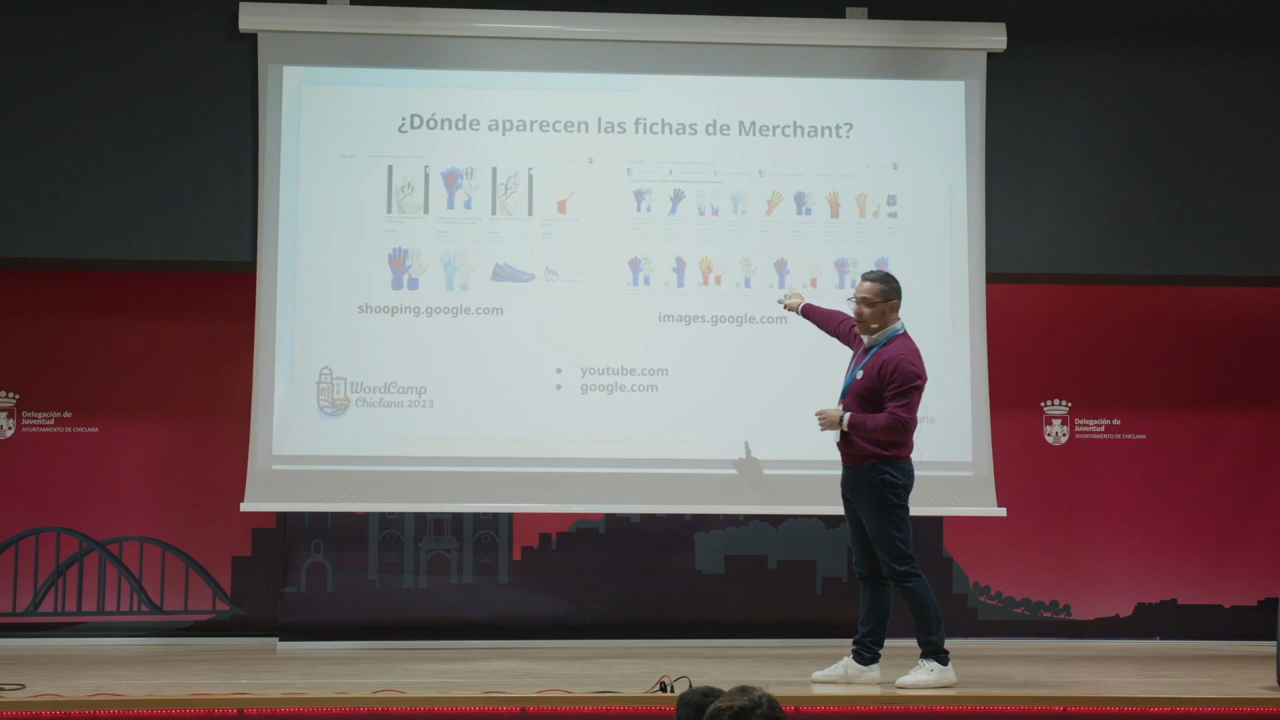 ¿Dónde aparecen las fichas de Merchant?
shooping.google.com
images.google.com
youtube.com
google.com
WordCamp
Chiclana 2023
Delegación de
Juventud
AYUNTAMIENTO DE CHICLANA
Delegación de
Juventud
AYUNTAMIENTO DE CHICLANA